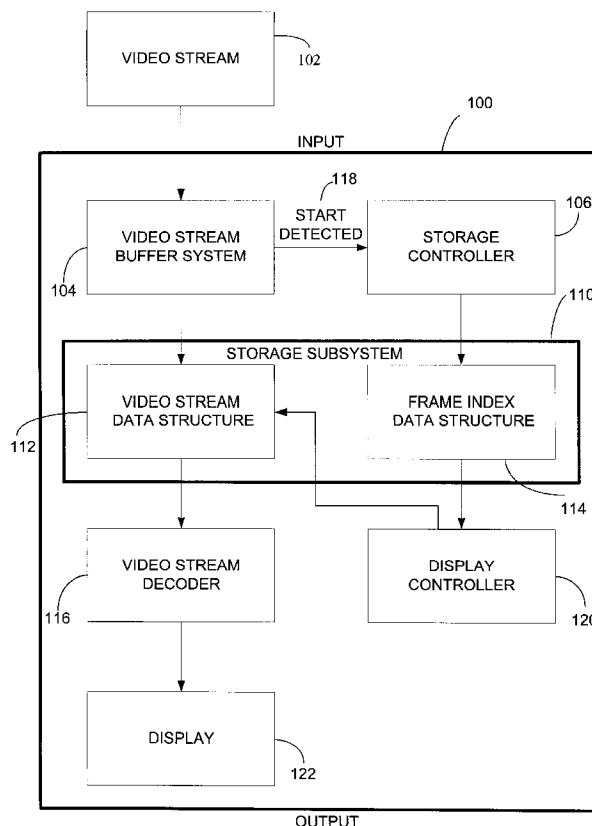 VIDEO STREAM
102
100
INPUT
118
START
DETECTED
106
VIDEO STREAM
BUFFER SYSTEM
104
STORAGE
CONTROLLER
110
STORAGE SUBSYSTEM
VIDEO STREAM
DATA STRUCTURE
112
FRAME INDEX
DATA STRUCTURE
114
VIDEO STREAM
DECODER
116
DISPLAY
CONTROLLER
120
DISPLAY
122
OUTPUT